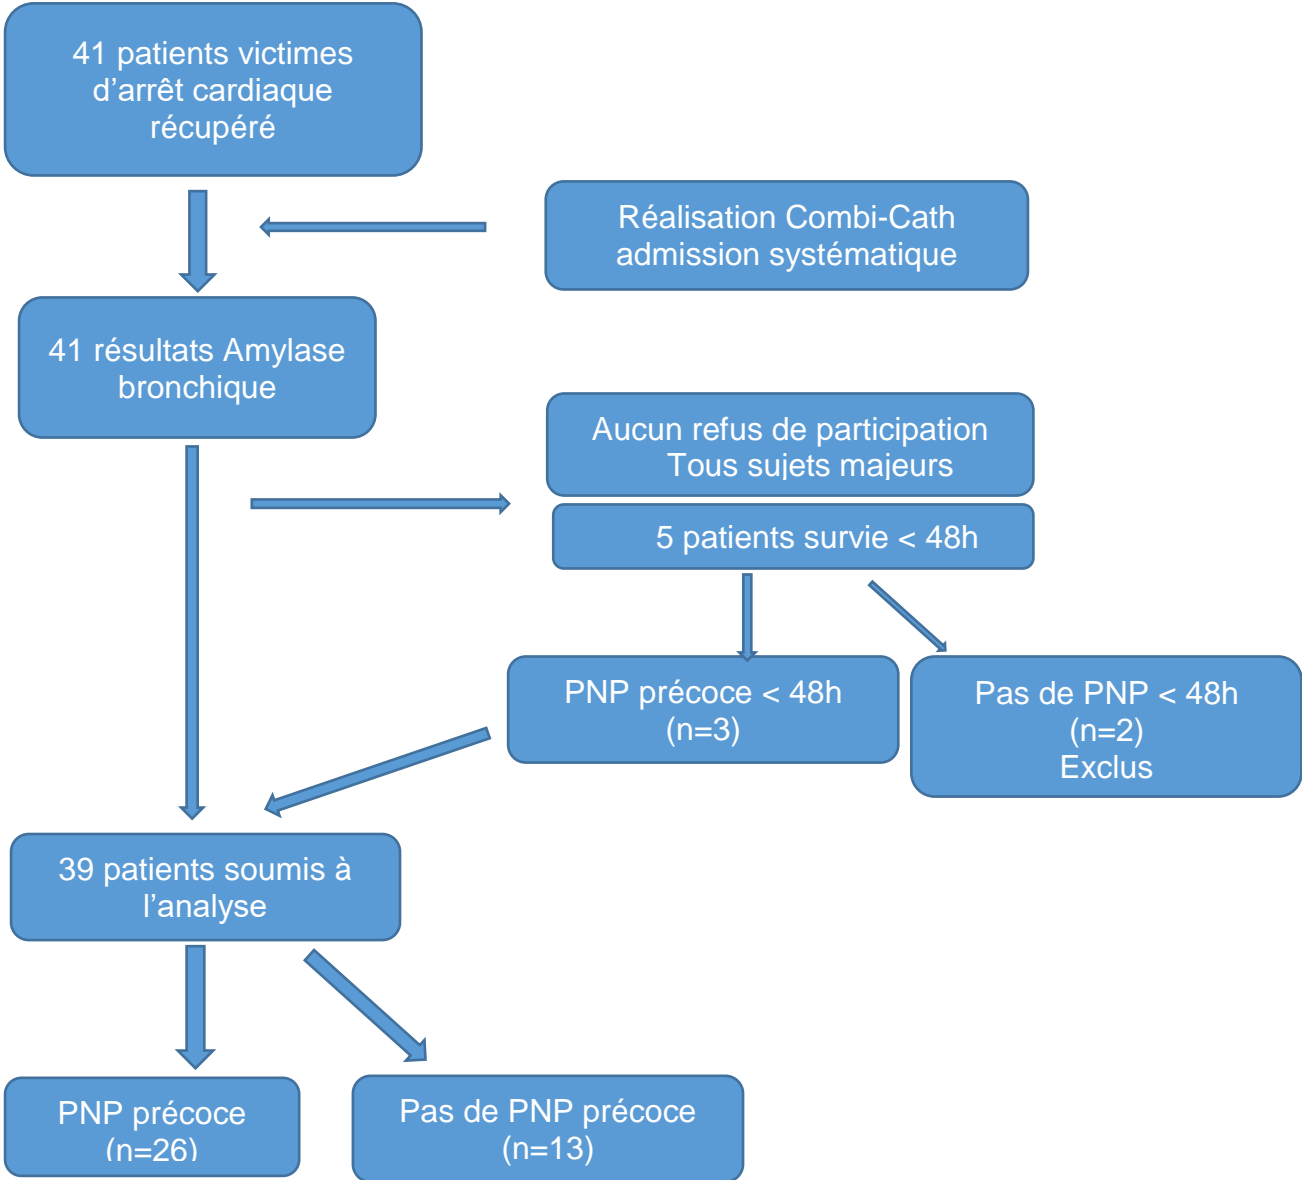 41 patients victimes
d’arrêt cardiaque
récupéré
Réalisation Combi-Cath
admission systématique
41 résultats Amylase
bronchique
Aucun refus de participation
Tous sujets majeurs
5 patients survie < 48h
PNP précoce < 48h
(n=3)
Pas de PNP < 48h
(n=2)
Exclus
39 patients soumis à
l’analyse
PNP précoce
(n=26)
Pas de PNP précoce
(n=13)